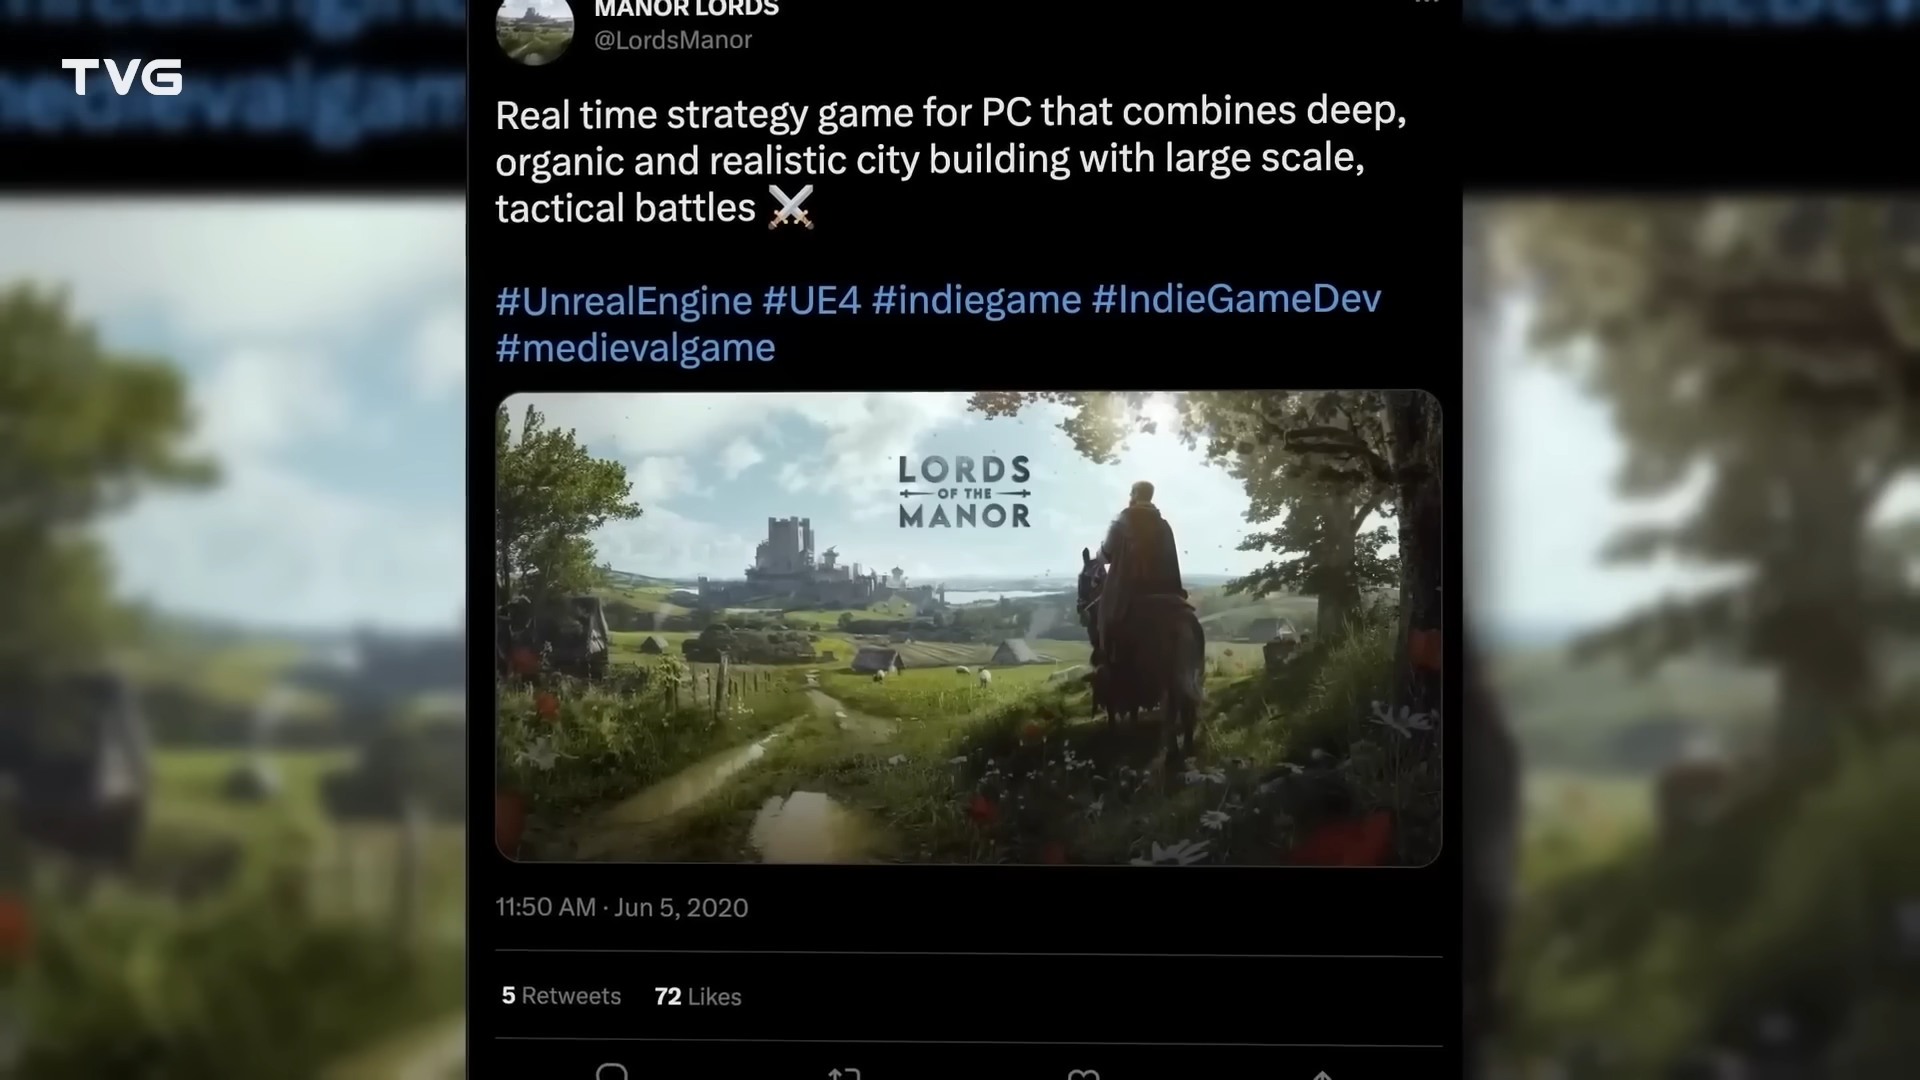 TVG
MANOR LORDS
@LordsManor
Real time strategy game for PC that combines deep,
organic and realistic city building with large scale,
tactical battles ⚔️
#UnrealEngine #UE4 #indiegame #IndieGameDev
#medievalgame
LORDS
OF THE
MANOR
11:50 AM · Jun 5, 2020
5 Retweets 72 Likes